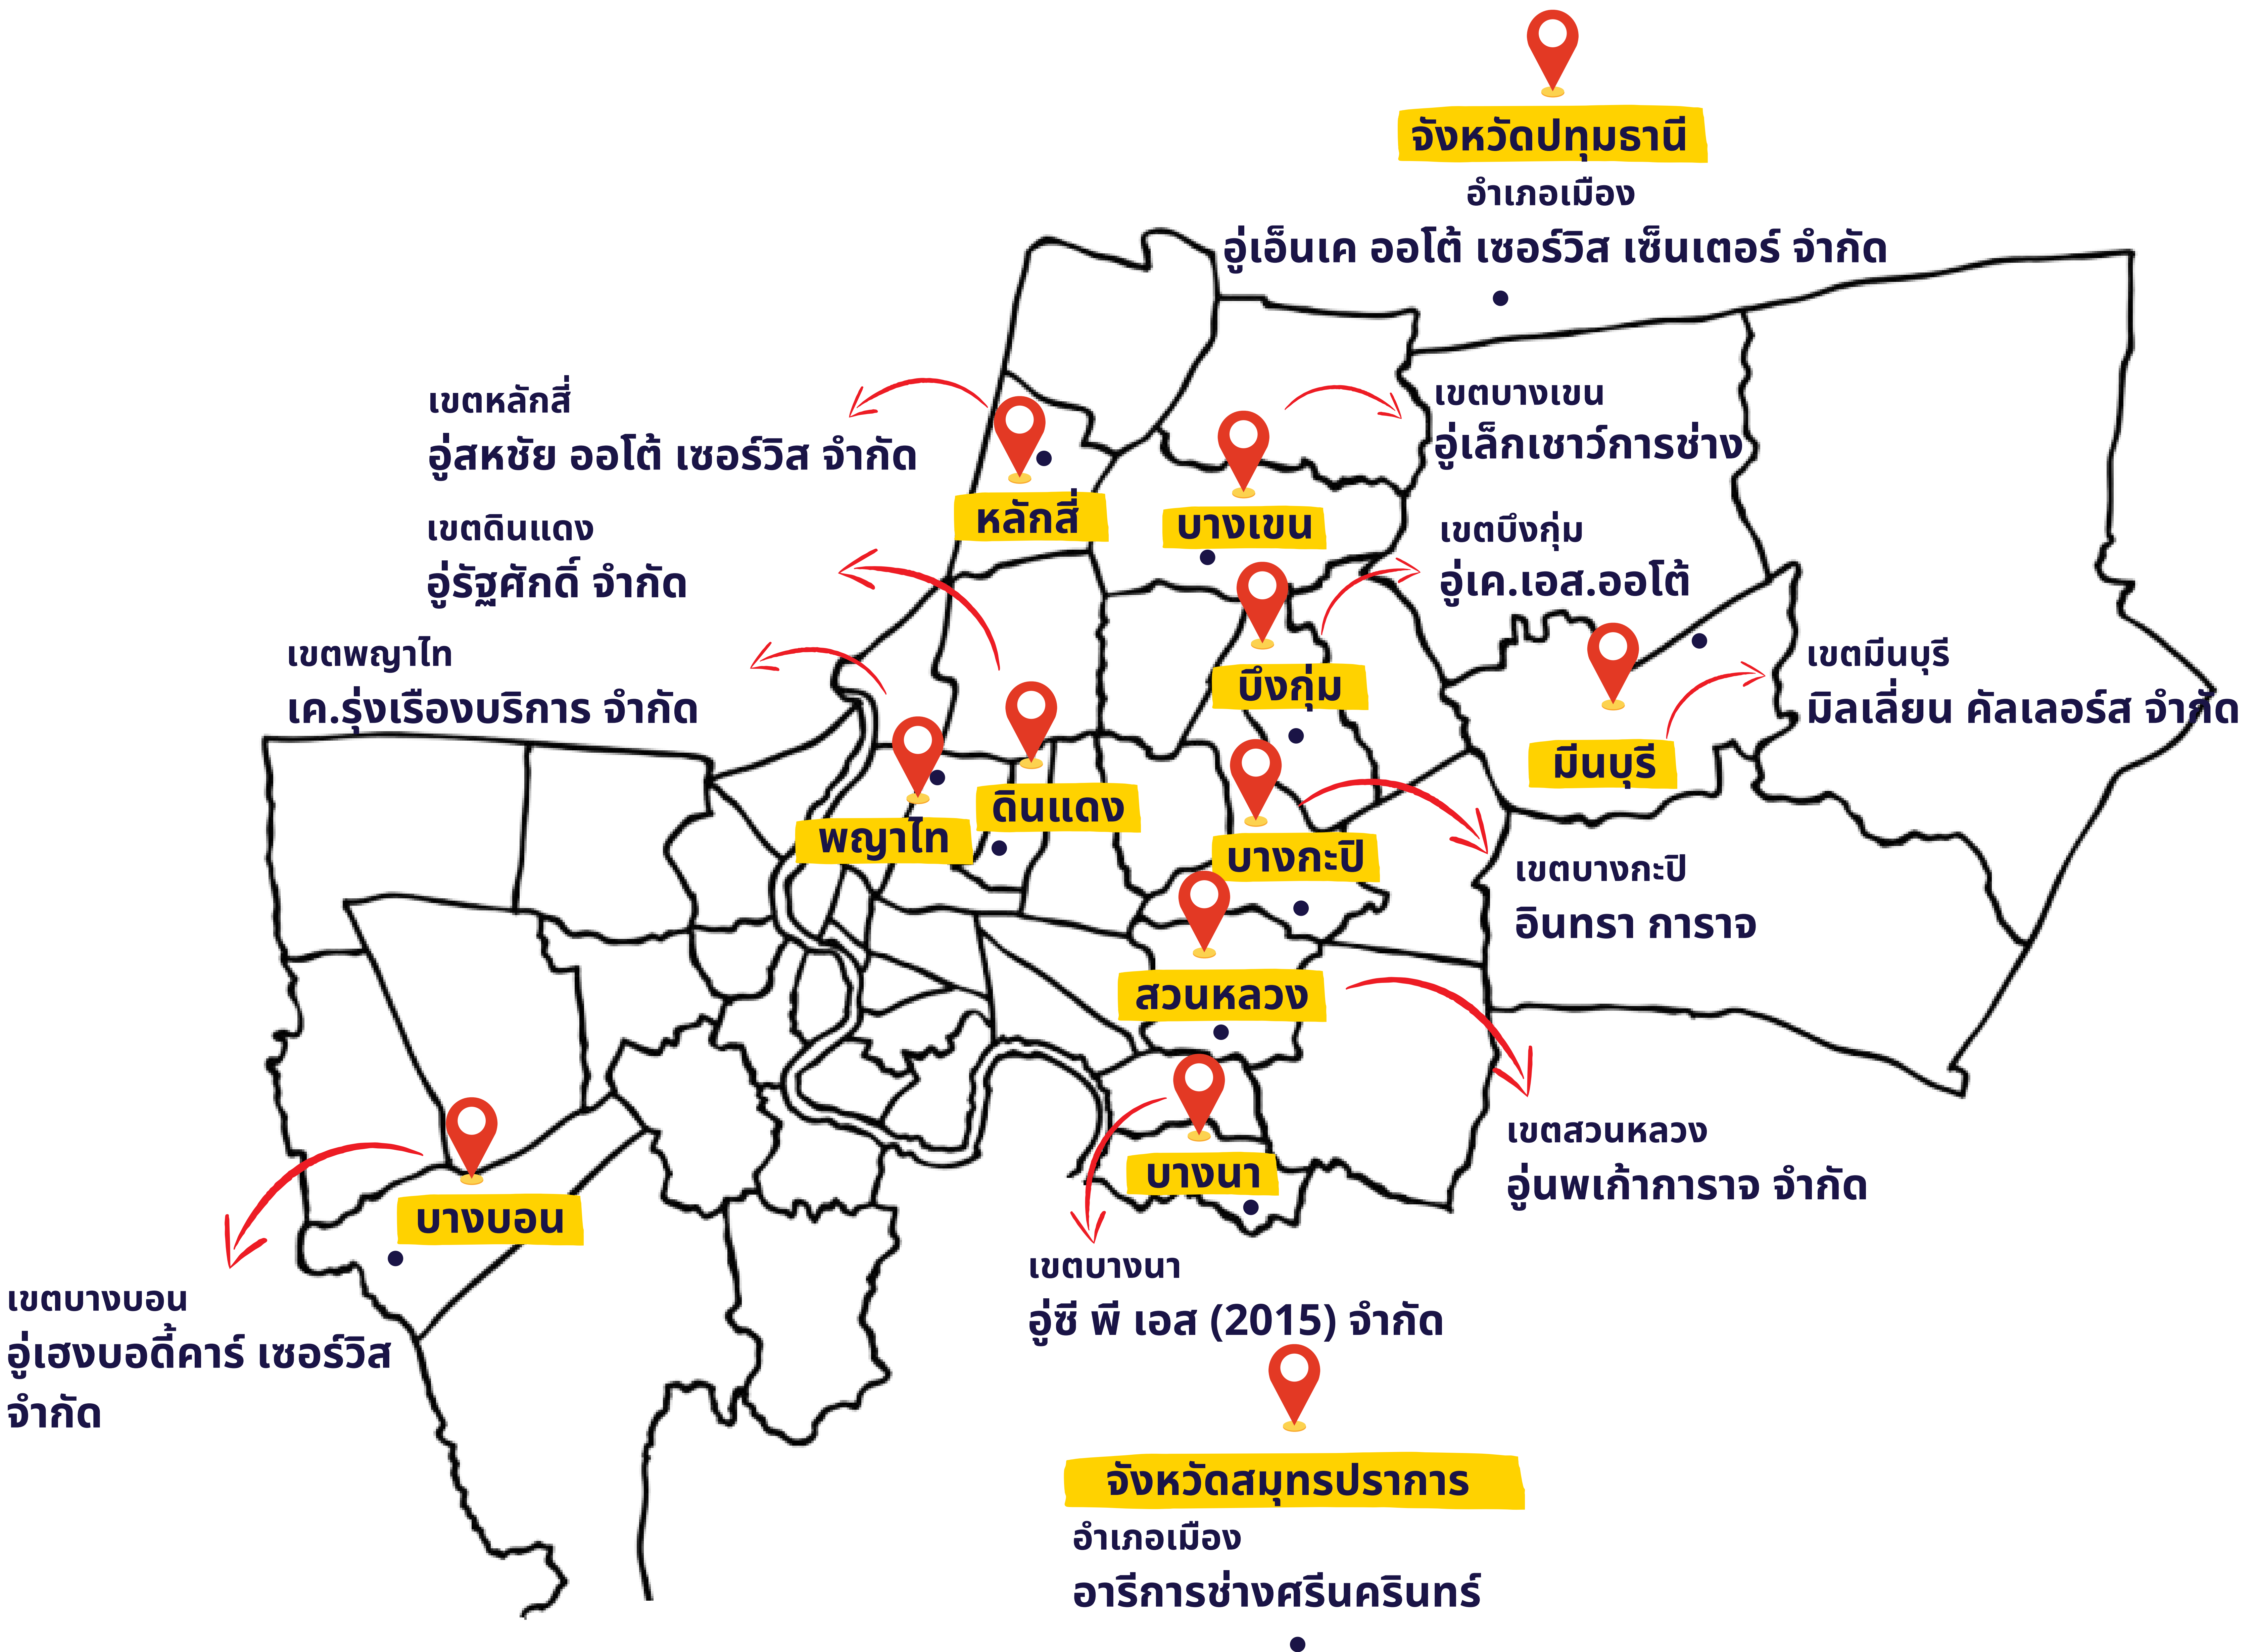 จังหวัดปทุมธานี
อำเภอเมือง
อู่เอ็นเค ออโต้ เซอร์วิส เซ็นเตอร์ จำกัด
เขตหลักสี่
อู่สหชัย ออโต้ เซอร์วิส จำกัด
หลักสี่
เขตบางเขน
อู่เล็กเชาว์การช่าง
บางเขน
เขตดินแดง
อู่รัฐศักดิ์ จำกัด
เขตบึงกุ่ม
อู่เค.เอส.ออโต้
เขตพญาไท
เค.รุ่งเรืองบริการ จำกัด
บึงกุ่ม
เขตมีนบุรี
มิลเลี่ยน คัลเลอร์ส จำกัด
มีนบุรี
ดินแดง
พญาไท
บางกะปิ
เขตบางกะปิ
อินทรา การาจ
สวนหลวง
เขตสวนหลวง
อู่นพเก้าการาจ จำกัด
บางนา
บางบอน
เขตบางนา
อู่ซี พี เอส (2015) จำกัด
เขตบางบอน
อู่เฮงบอดี้คาร์ เซอร์วิส
จำกัด
จังหวัดสมุทรปราการ
อำเภอเมือง
อารีการช่างศรีนครินทร์